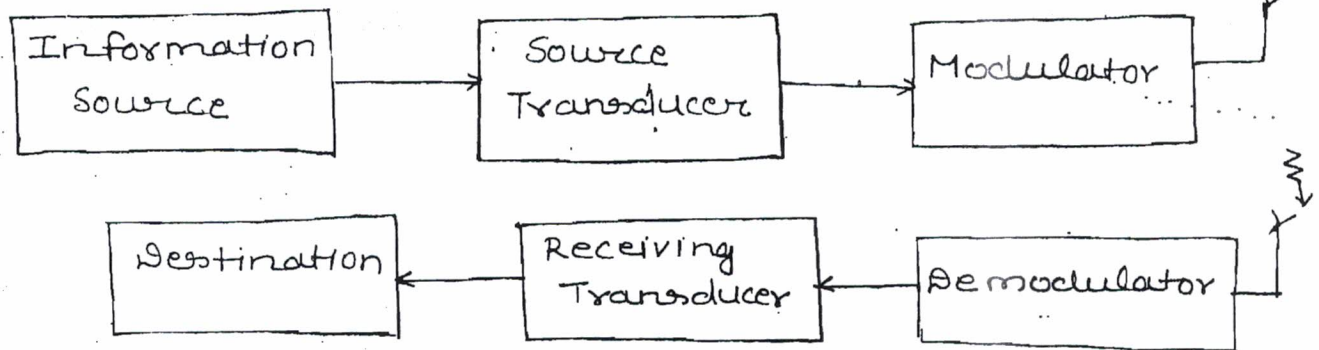 Information
Source
Source
Transducer
Modulator
Destination
Receiving
Transducer
Demodulator